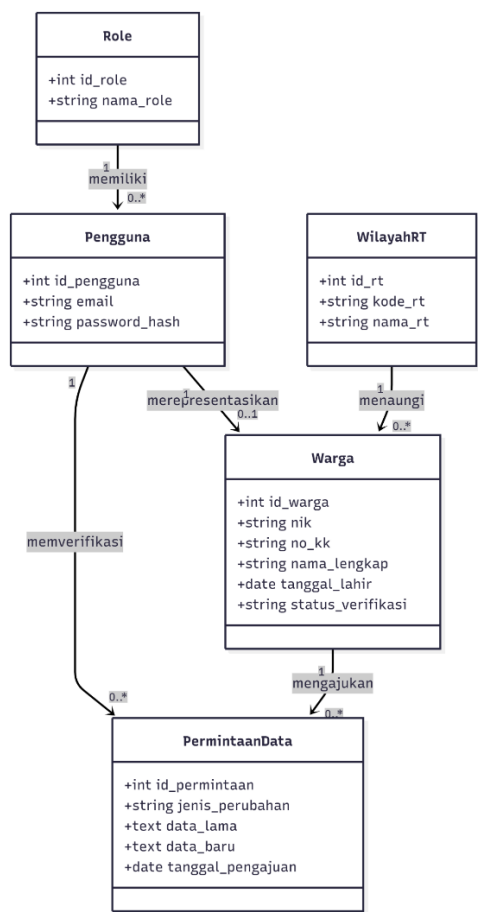 Role
+int id_role
+string nama_role
1
memiliki
0..*
Pengguna
+int id_pengguna
+string email
+string password_hash
WilayahRT
+int id_rt
+string kode_rt
+string nama_rt
1
1
merepresentasikan
0..1
1
menaungi
0..*
Warga
+int id_warga
+string nik
+string no_kk
+string nama_lengkap
+date tanggal_lahir
+string status_verifikasi
memverifikasi
0..*
1
mengajukan
0..*
PermintaanData
+int id_permintaan
+string jenis_perubahan
+text data_lama
+text data_baru
+date tanggal_pengajuan